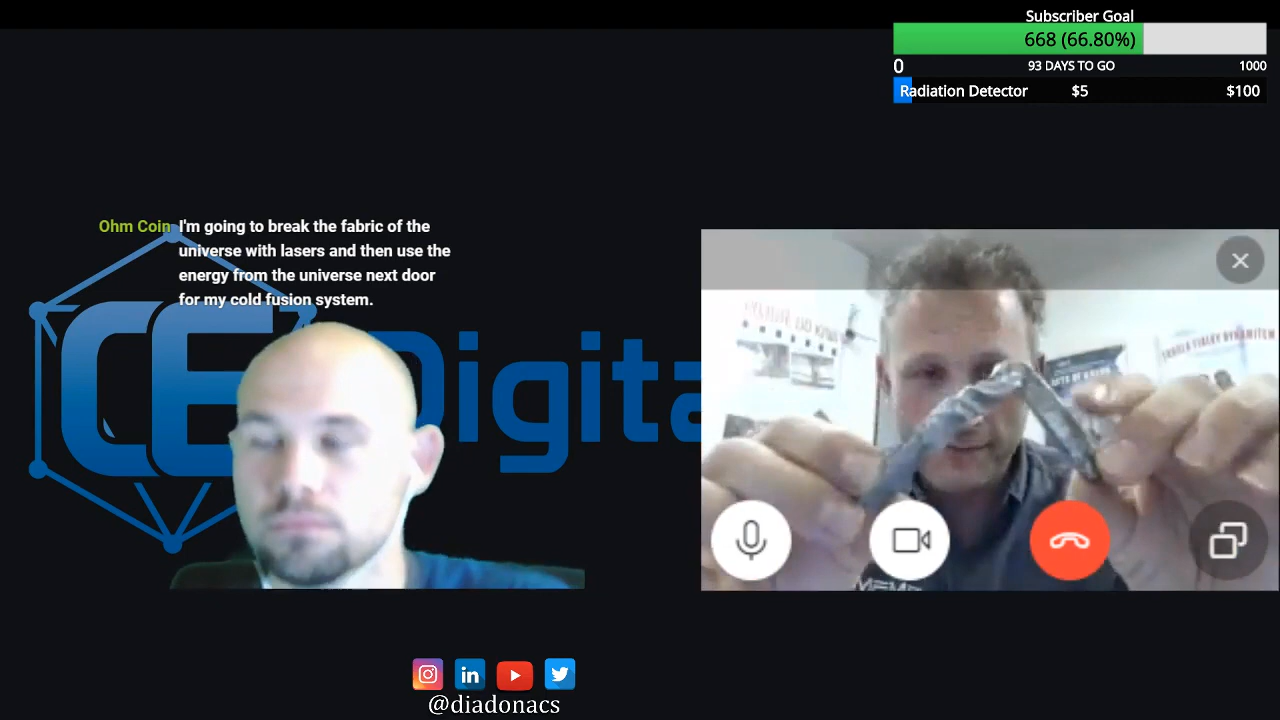 Subscriber Goal
668 (66.80%)
0 93 DAYS TO GO 1000
Radiation Detector $5 $100
Ohm Coin I'm going to break the fabric of the
universe with lasers and then use the
energy from the universe next door
for my cold fusion system.
CE Digita
in
@diadonacs